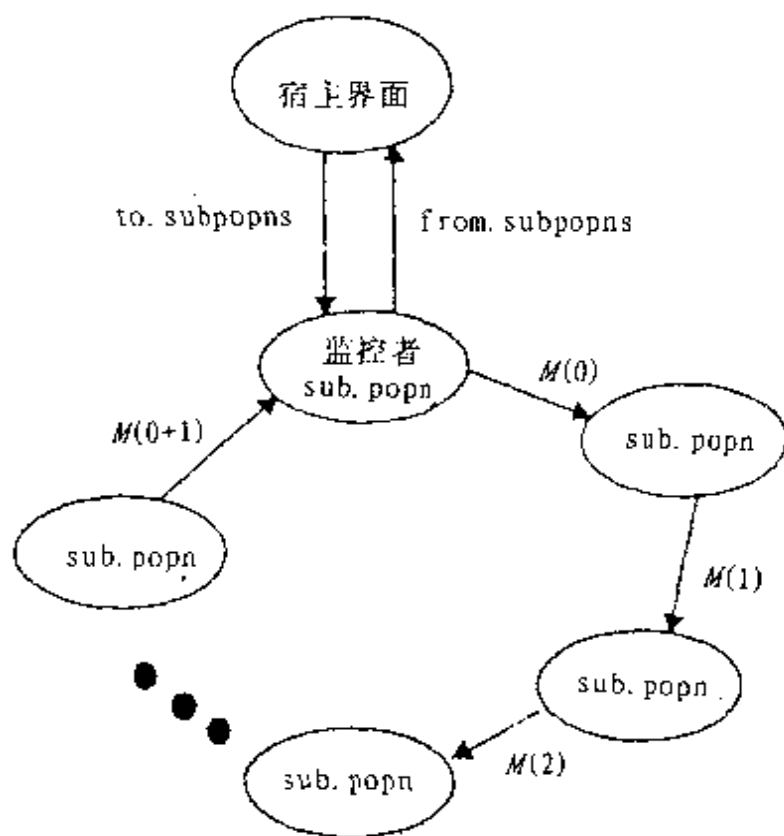 宿主界面
to. subpopns
from. subpopns
监控者
sub. popn
M(0)
M(0+1)
sub. popn
sub. popn
M(1)
sub. popn
M(2)
sub. popn